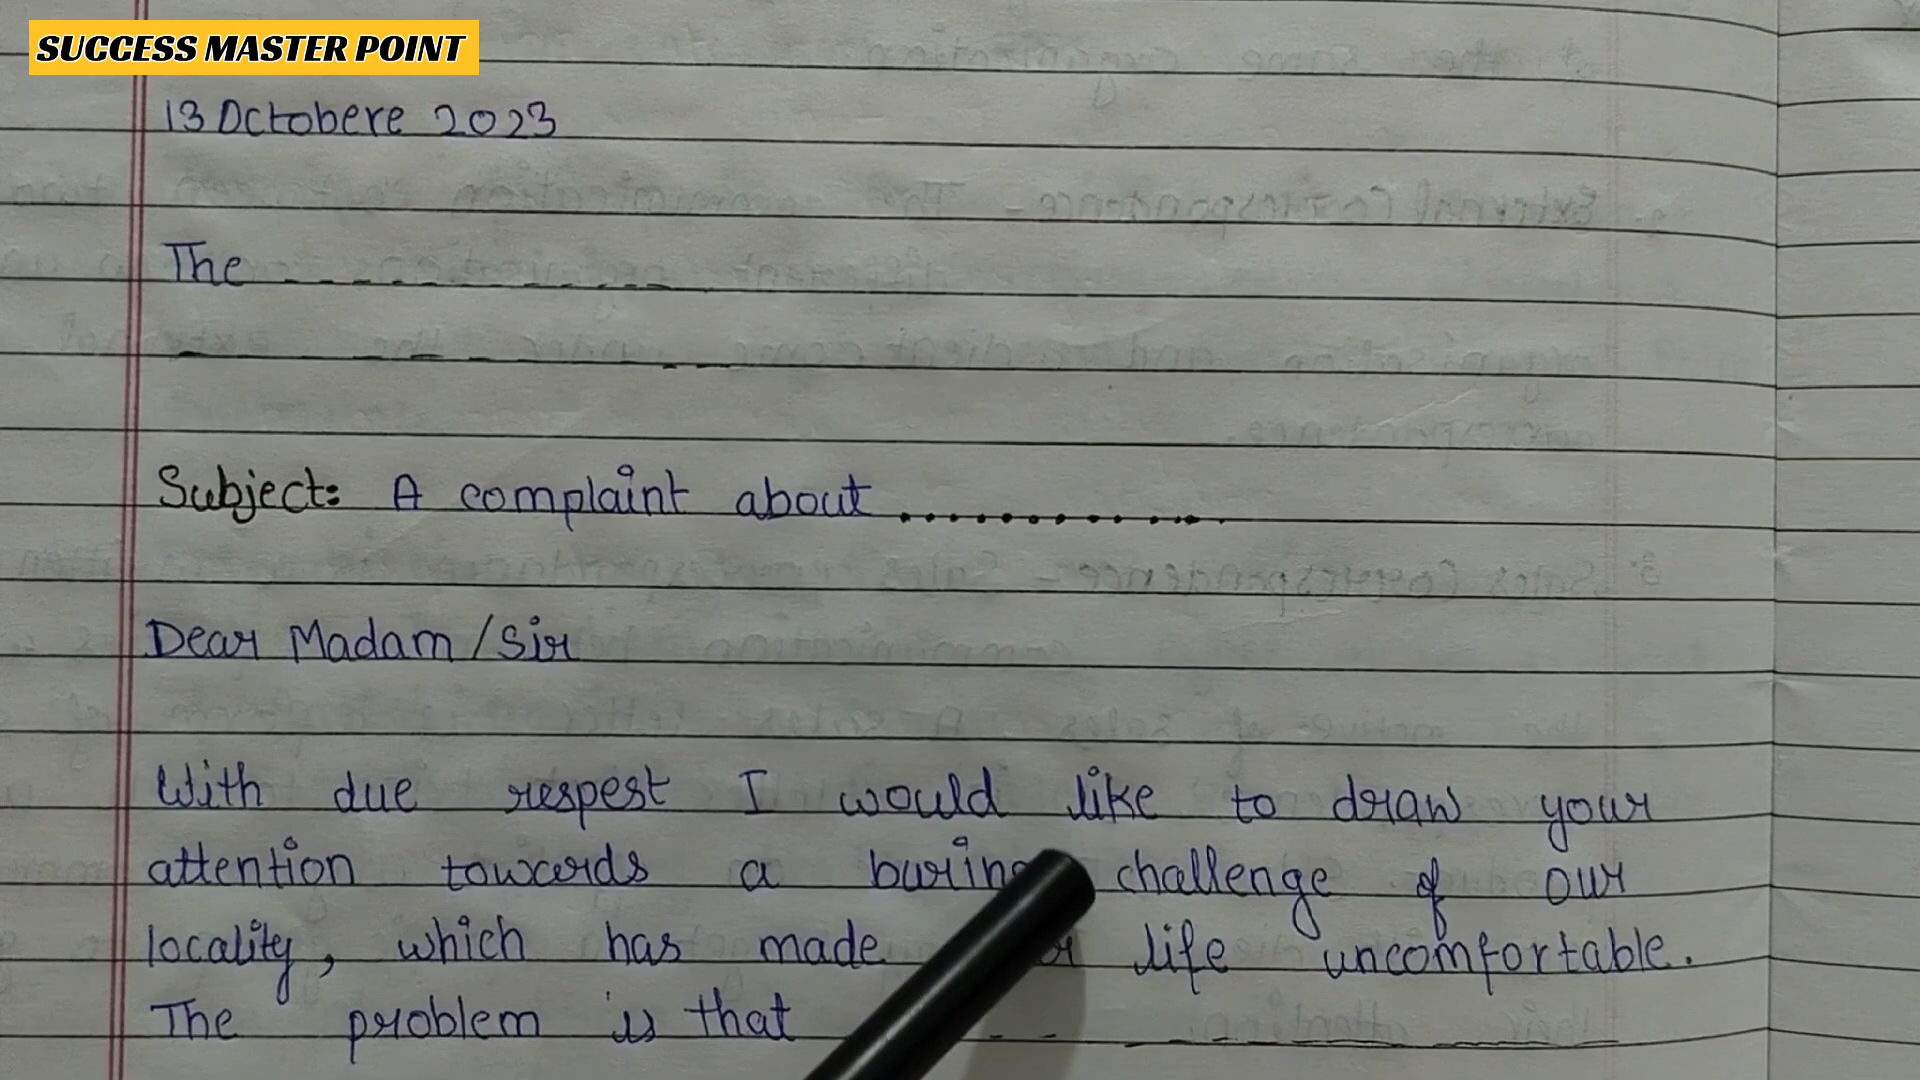 SUCCESS MASTER POINT
13 Octobere 2023
The ------------
------------
Subject: A complaint about .............
Dear Madam/Sir
With due respest I would like to draw your
attention towards a buring challenge of our
locality, which has made life uncomfortable.
The problem is that ------------